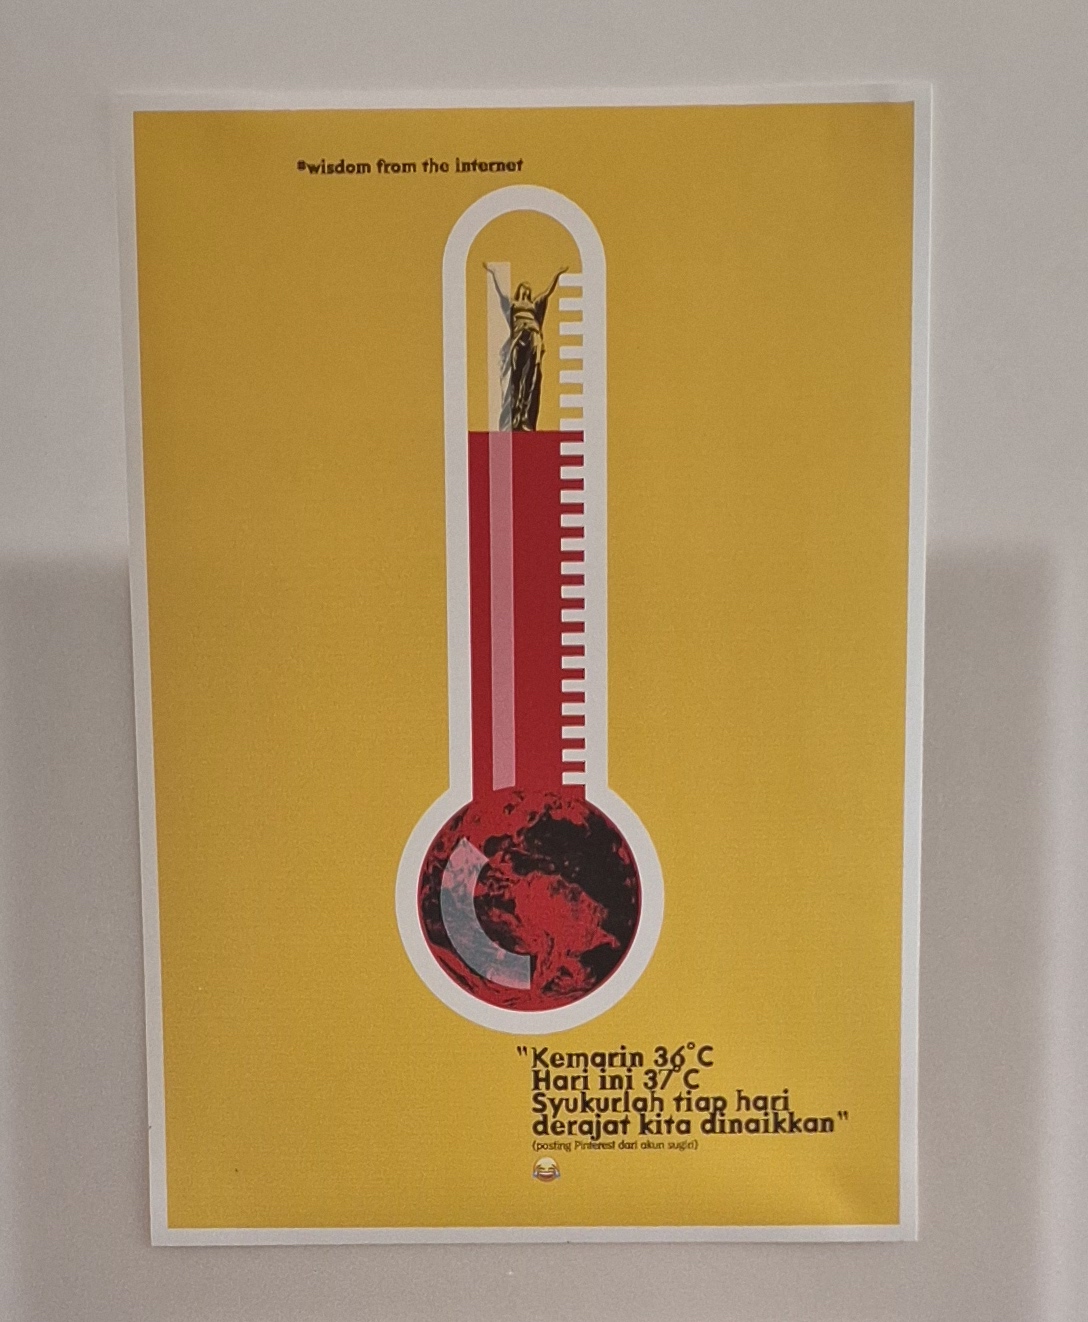 #wisdom from the internet
"Kemarin 36°C
Hari ini 37°C
Syukurlah tiap hari
derajat kita dinaikkan"
(posting Pinterest dari akun sugiri)